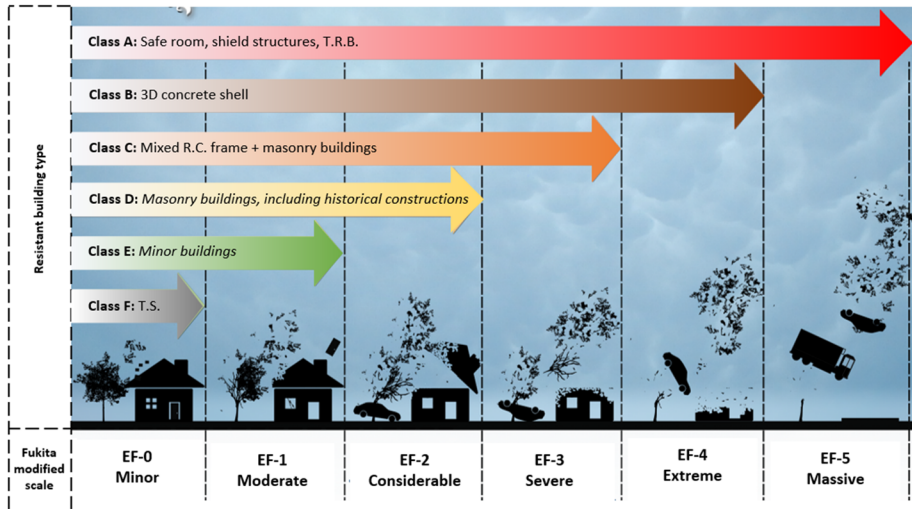 Class A: Safe room, shield structures, T.R.B.
Class B: 3D concrete shell
Class C: Mixed R.C. frame + masonry buildings
Class D: Masonry buildings, including historical constructions
Class E: Minor buildings
Class F: T.S.
Resistant building type
Fukita
modified
scale
EF-0
Minor
EF-1
Moderate
EF-2
Considerable
EF-3
Severe
EF-4
Extreme
EF-5
Massive